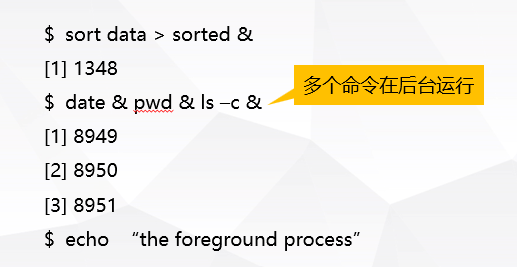 $ sort data > sorted &
[1] 1348
$ date & pwd & ls –c &
多个命令在后台运行
[1] 8949
[2] 8950
[3] 8951
$ echo “the foreground process”